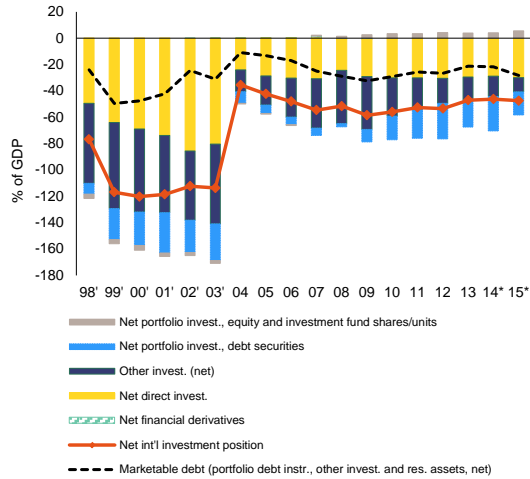 20
0
-20
-40
-60
-80
-100
-120
-140
-160
-180
% of GDP
98' 99' 00' 01' 02' 03' 04 05 06 07 08 09 10 11 12 13 14* 15*
Net portfolio invest., equity and investment fund shares/units
Net portfolio invest., debt securities
Other invest. (net)
Net direct invest.
Net financial derivatives
Net int'l investment position
Marketable debt (portfolio debt instr., other invest. and res. assets, net)